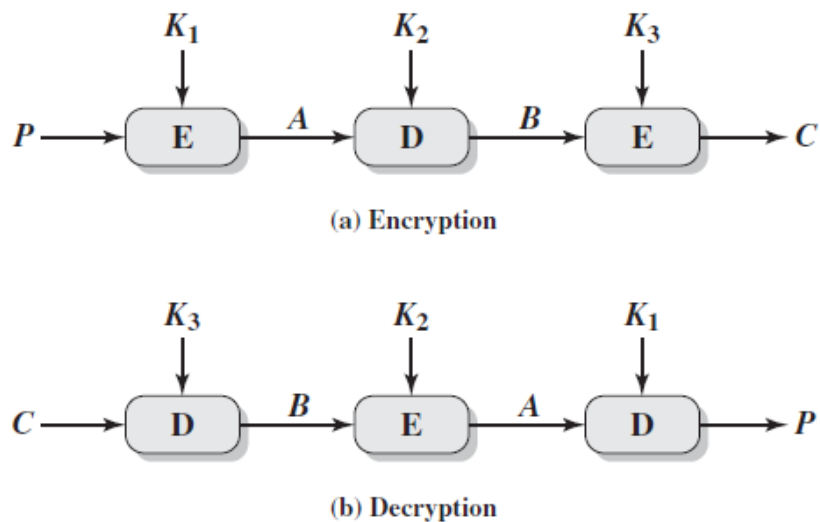 K1 K2 K3
P E A D B E C
(a) Encryption
K3 K2 K1
C D B E A D P
(b) Decryption